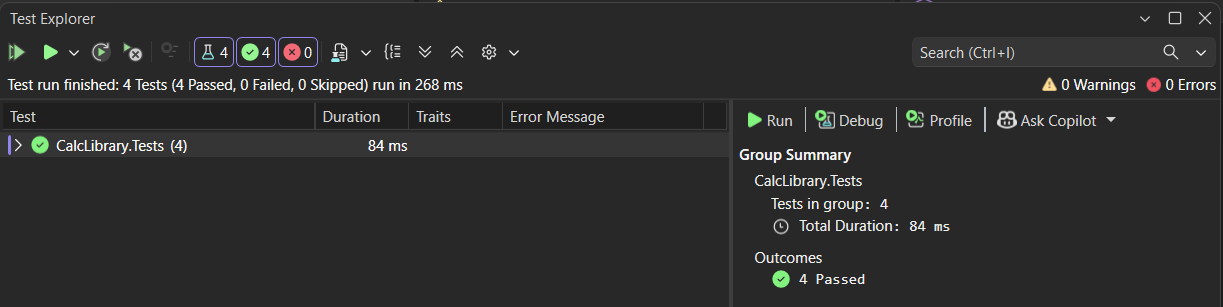 Test Explorer
4 4 0
Search (Ctrl+I)
Test run finished: 4 Tests (4 Passed, 0 Failed, 0 Skipped) run in 268 ms
0 Warnings 0 Errors
Test Duration Traits Error Message
CalcLibrary.Tests (4) 84 ms
Run Debug Profile Ask Copilot
Group Summary
CalcLibrary.Tests
Tests in group: 4
Total Duration: 84 ms
Outcomes
4 Passed